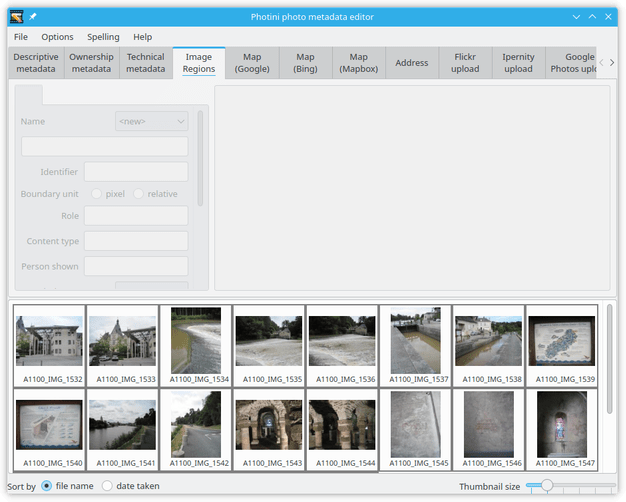 Photini photo metadata editor
File Options Spelling Help
Descriptive metadata
Ownership metadata
Technical metadata
Image Regions
Map (Google)
Map (Bing)
Map (Mapbox)
Address
Flickr upload
Ipernity upload
Google Photos uplo
Name <new>
Identifier
Boundary unit pixel relative
Role
Content type
Person shown
A1100_IMG_1532 A1100_IMG_1533 A1100_IMG_1534 A1100_IMG_1535 A1100_IMG_1536 A1100_IMG_1537 A1100_IMG_1538 A1100_IMG_1539
A1100_IMG_1540 A1100_IMG_1541 A1100_IMG_1542 A1100_IMG_1543 A1100_IMG_1544 A1100_IMG_1545 A1100_IMG_1546 A1100_IMG_1547
Sort by file name date taken Thumbnail size